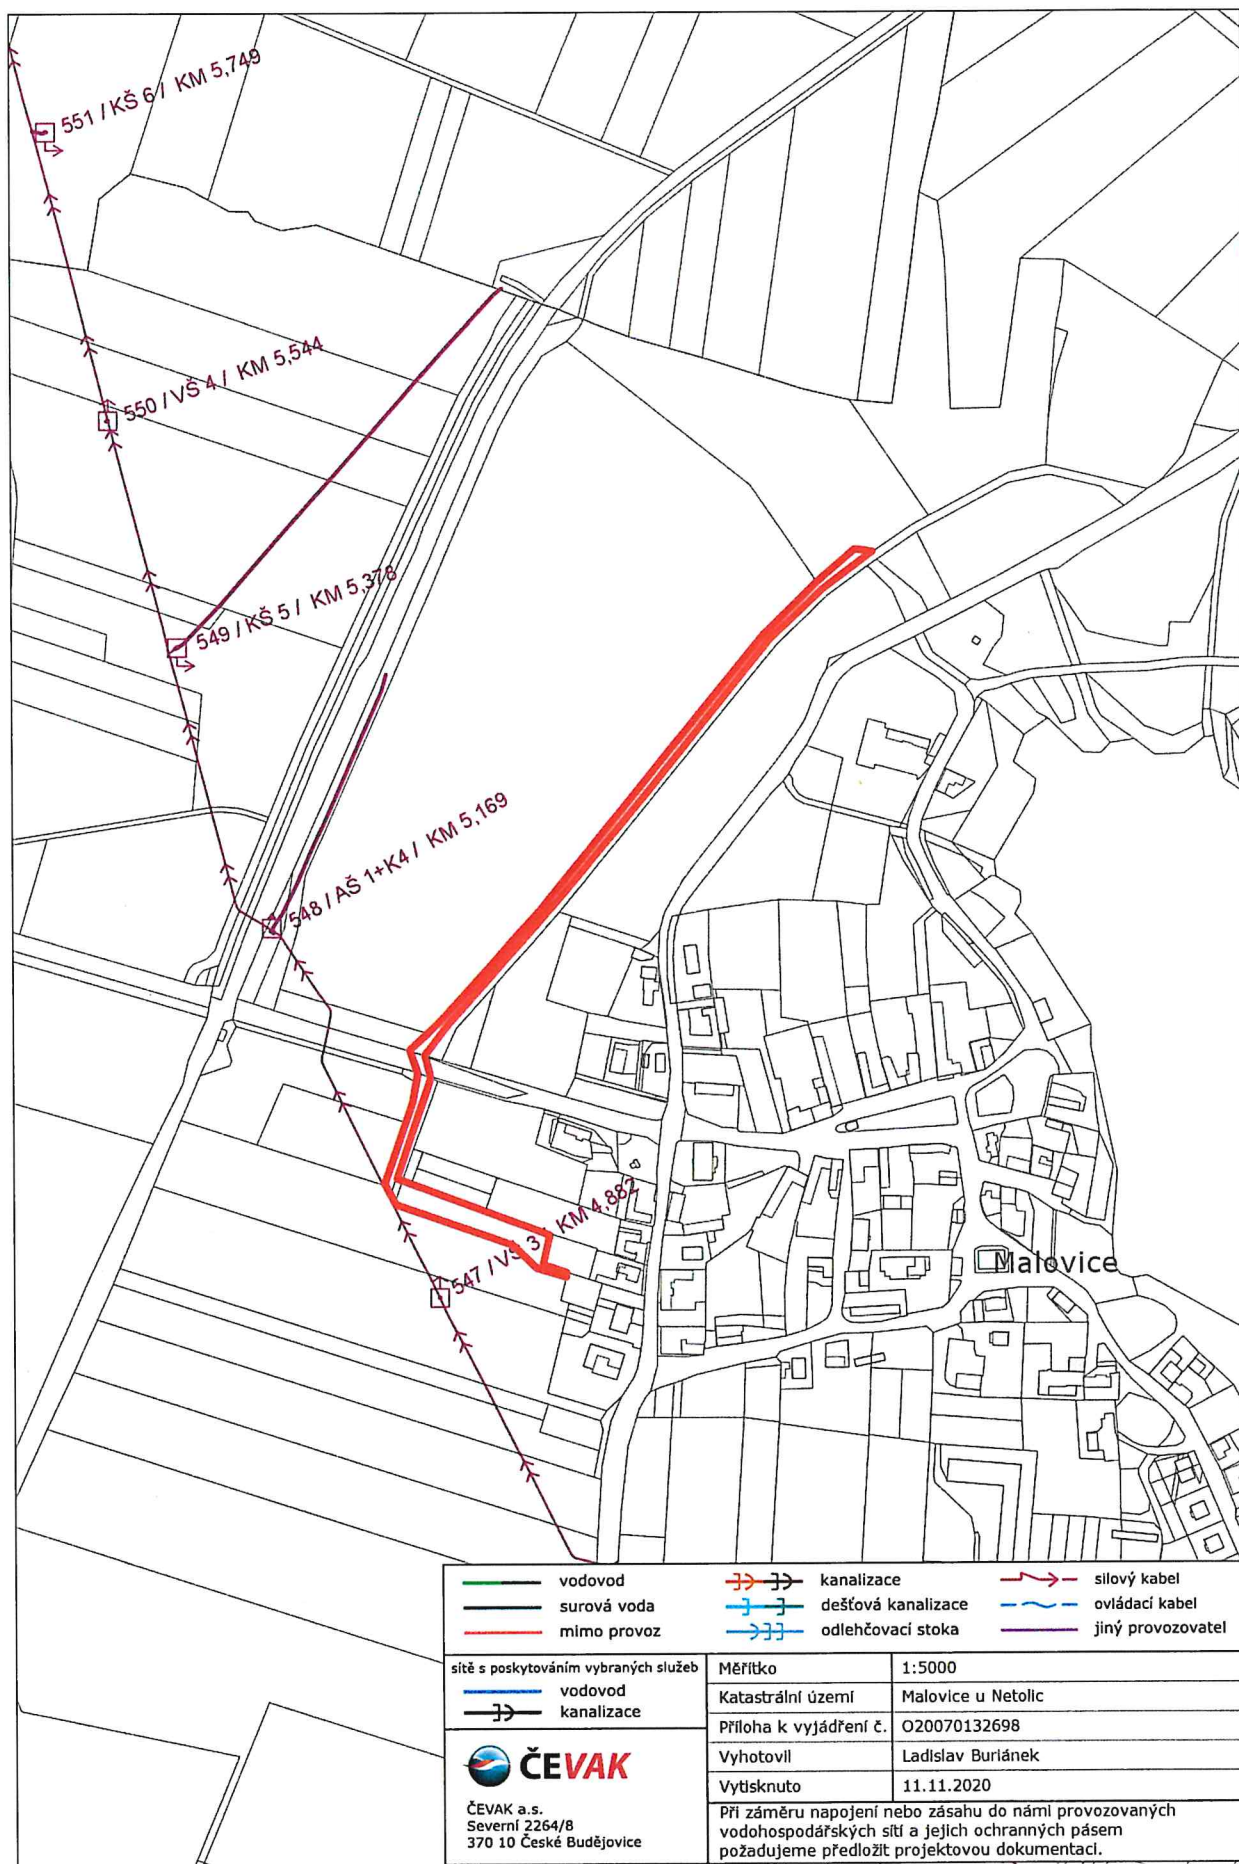 551 / KŠ 6 / KM 5,749
550 / VŠ 4 / KM 5,544
549 / KŠ 5 / KM 5,378
548 / AŠ 1+K4 / KM 5,169
547 / VŠ 3 / KM 4,882
Malovice
vodovod
surová voda
mimo provoz
kanalizace
dešťová kanalizace
odlehčovací stoka
silový kabel
ovládací kabel
jiný provozovatel
sítě s poskytováním vybraných služeb
vodovod
kanalizace
ČEVAK
ČEVAK a.s.
Severní 2264/8
370 10 České Budějovice
Měřítko 1:5000
Katastrální území Malovice u Netolic
Příloha k vyjádření č. O20070132698
Vyhotovil Ladislav Buriánek
Vytisknuto 11.11.2020
Při záměru napojení nebo zásahu do námi provozovaných
vodohospodářských sítí a jejich ochranných pásem
požadujeme předložit projektovou dokumentaci.